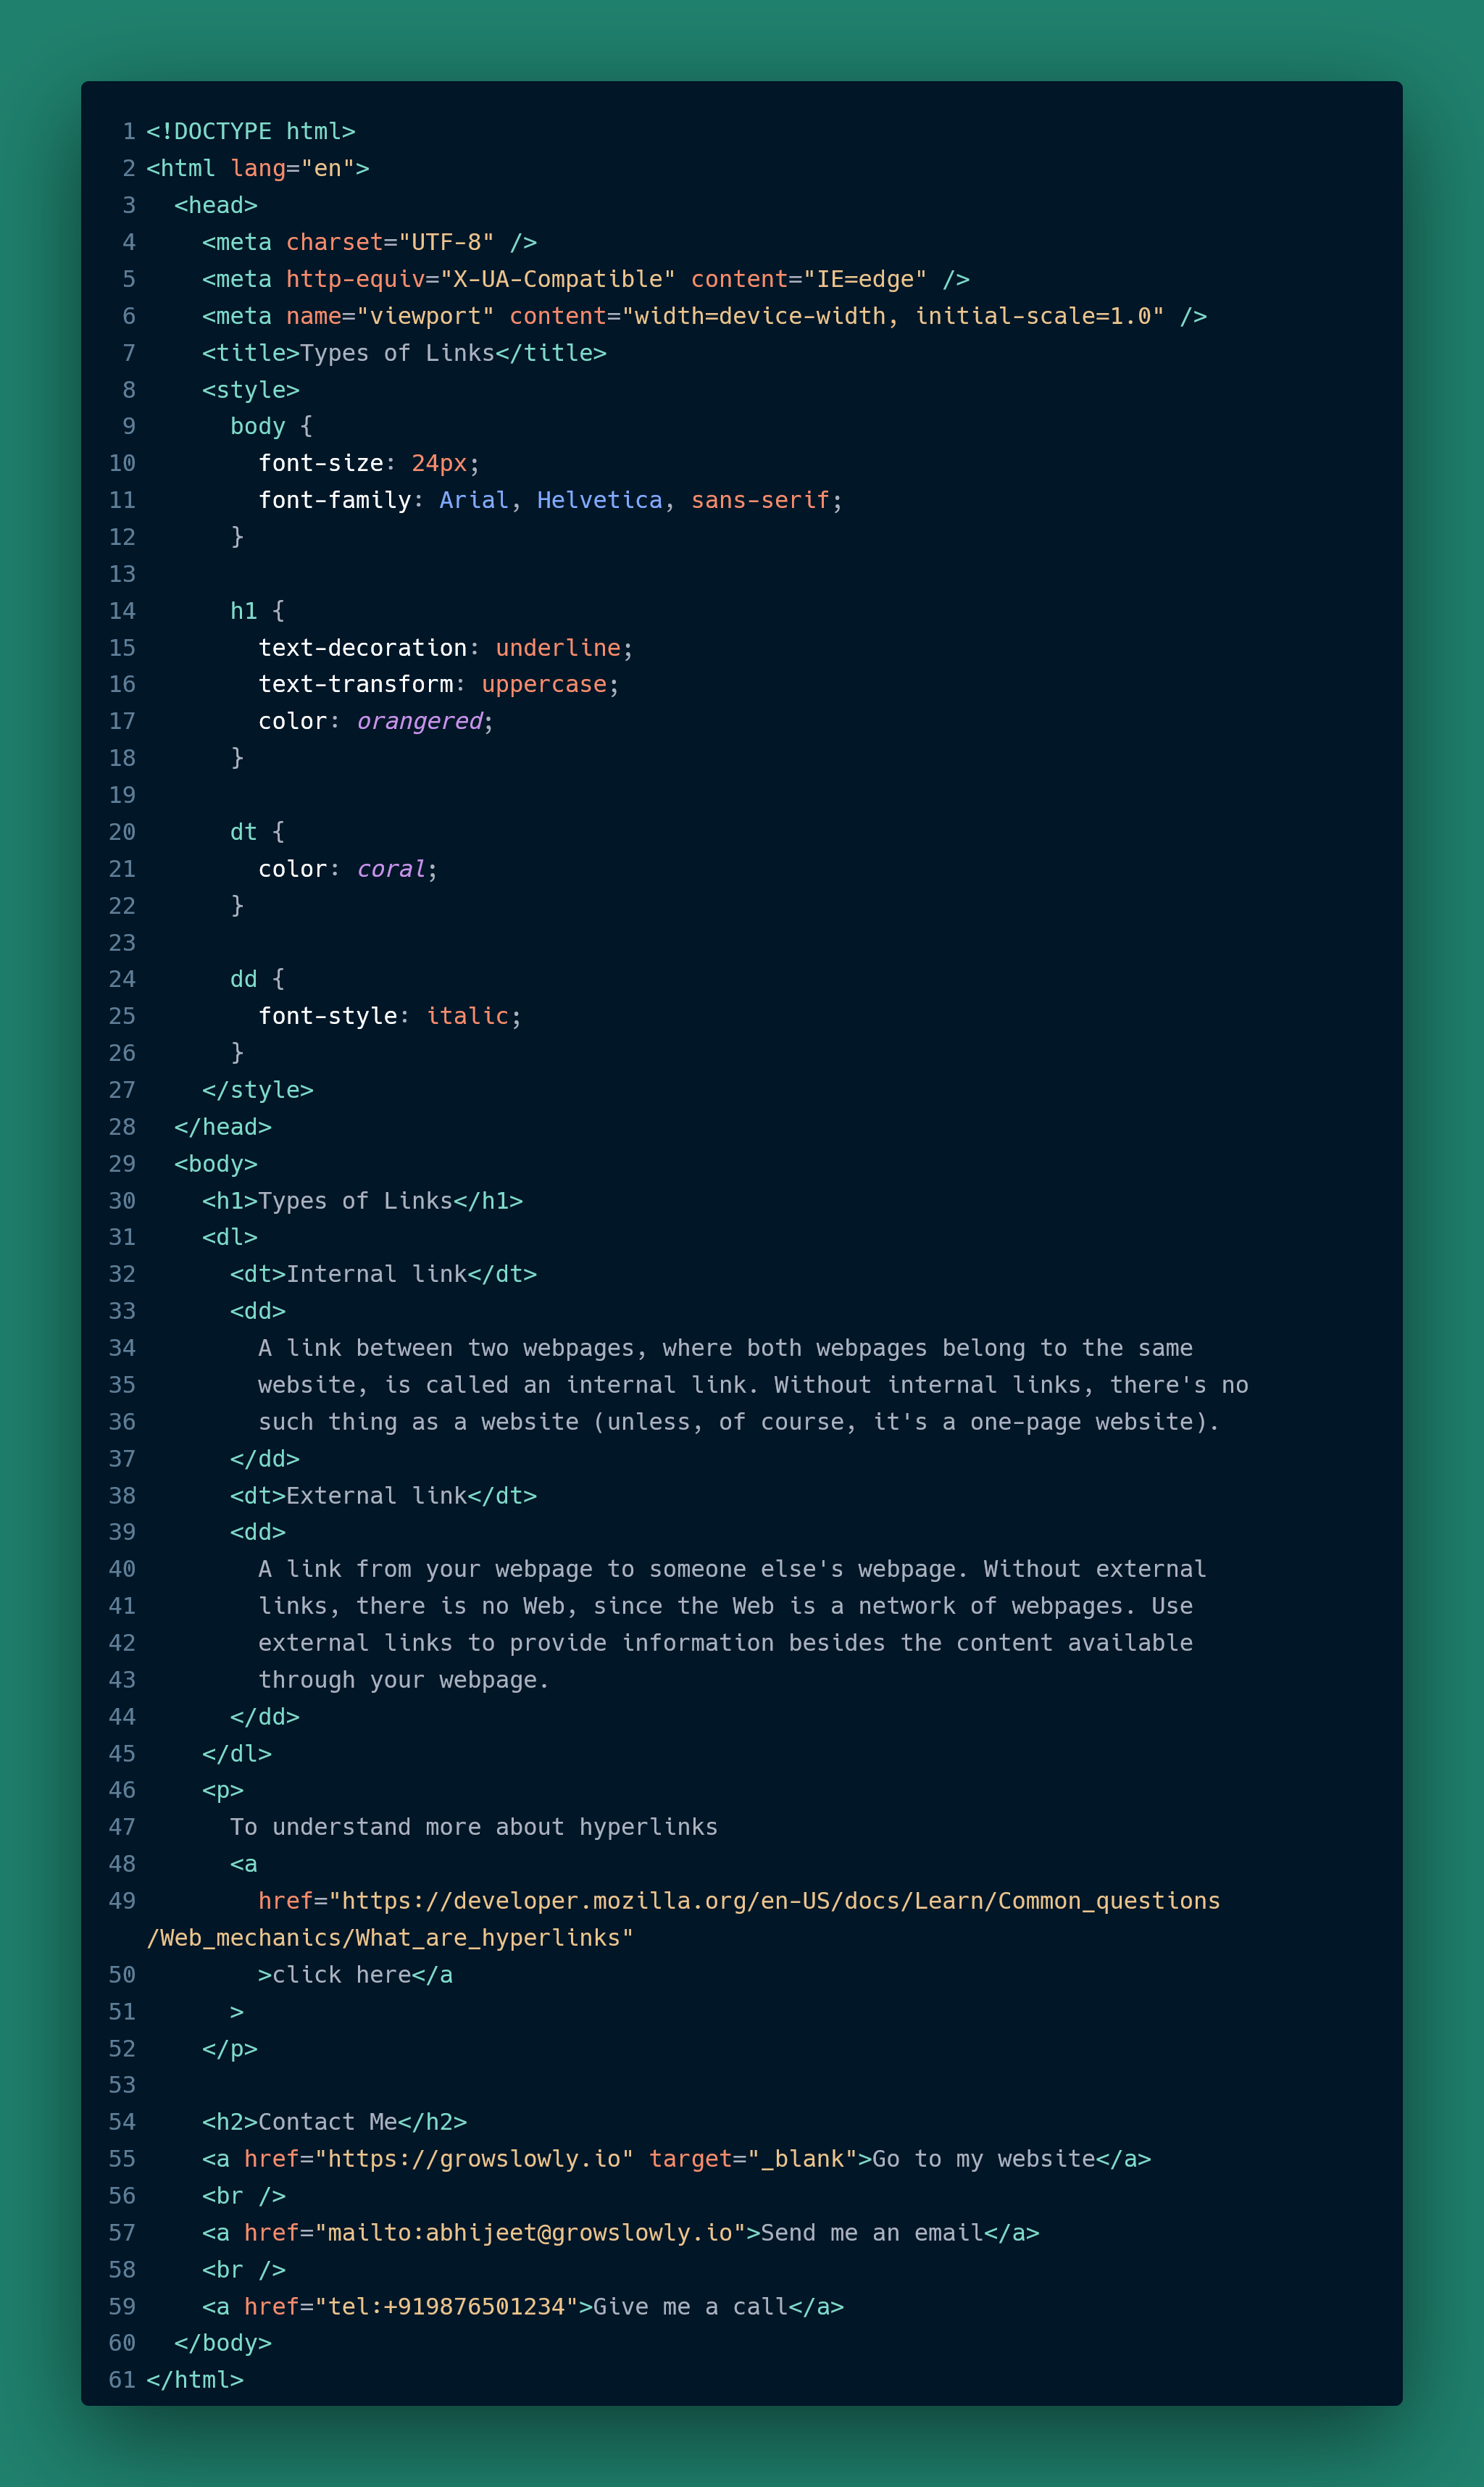 1 <!DOCTYPE html>
2 <html lang="en">
3   <head>
4     <meta charset="UTF-8" />
5     <meta http-equiv="X-UA-Compatible" content="IE=edge" />
6     <meta name="viewport" content="width=device-width, initial-scale=1.0" />
7     <title>Types of Links</title>
8     <style>
9       body {
10         font-size: 24px;
11         font-family: Arial, Helvetica, sans-serif;
12       }
13
14       h1 {
15         text-decoration: underline;
16         text-transform: uppercase;
17         color: orangered;
18       }
19
20       dt {
21         color: coral;
22       }
23
24       dd {
25         font-style: italic;
26       }
27     </style>
28   </head>
29   <body>
30     <h1>Types of Links</h1>
31     <dl>
32       <dt>Internal link</dt>
33       <dd>
34         A link between two webpages, where both webpages belong to the same
35         website, is called an internal link. Without internal links, there's no
36         such thing as a website (unless, of course, it's a one-page website).
37       </dd>
38       <dt>External link</dt>
39       <dd>
40         A link from your webpage to someone else's webpage. Without external
41         links, there is no Web, since the Web is a network of webpages. Use
42         external links to provide information besides the content available
43         through your webpage.
44       </dd>
45     </dl>
46     <p>
47       To understand more about hyperlinks
48       <a
49         href="https://developer.mozilla.org/en-US/docs/Learn/Common_questions
/Web_mechanics/What_are_hyperlinks"
50         >click here</a
51       >
52     </p>
53
54     <h2>Contact Me</h2>
55     <a href="https://growslowly.io" target="_blank">Go to my website</a>
56     <br />
57     <a href="mailto:abhijeet@growslowly.io">Send me an email</a>
58     <br />
59     <a href="tel:+919876501234">Give me a call</a>
60   </body>
61 </html>